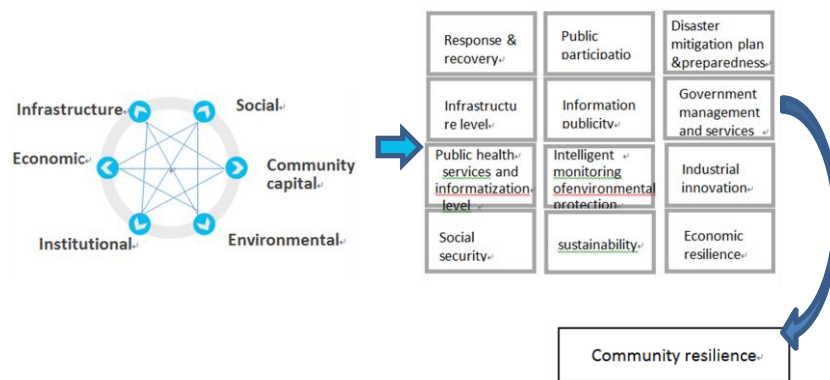 Infrastructure
Social
Economic
Community
capital
Institutional
Environmental
Response &
recovery
Public
participatio
Disaster
mitigation plan
&preparedness
Infrastructu
re level
Information
publicity
Government
management
and services
Public health
services and
informatization
level
Intelligent
monitoring
ofenvironmental
protection
Industrial
innovation
Social
security
sustainability
Economic
resilience
Community resilience